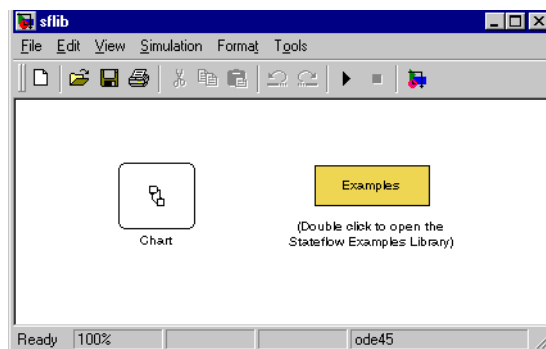 sflib
File Edit View Simulation Format Tools
Examples
Chart
(Double click to open the
Stateflow Examples Library)
Ready 100% ode45